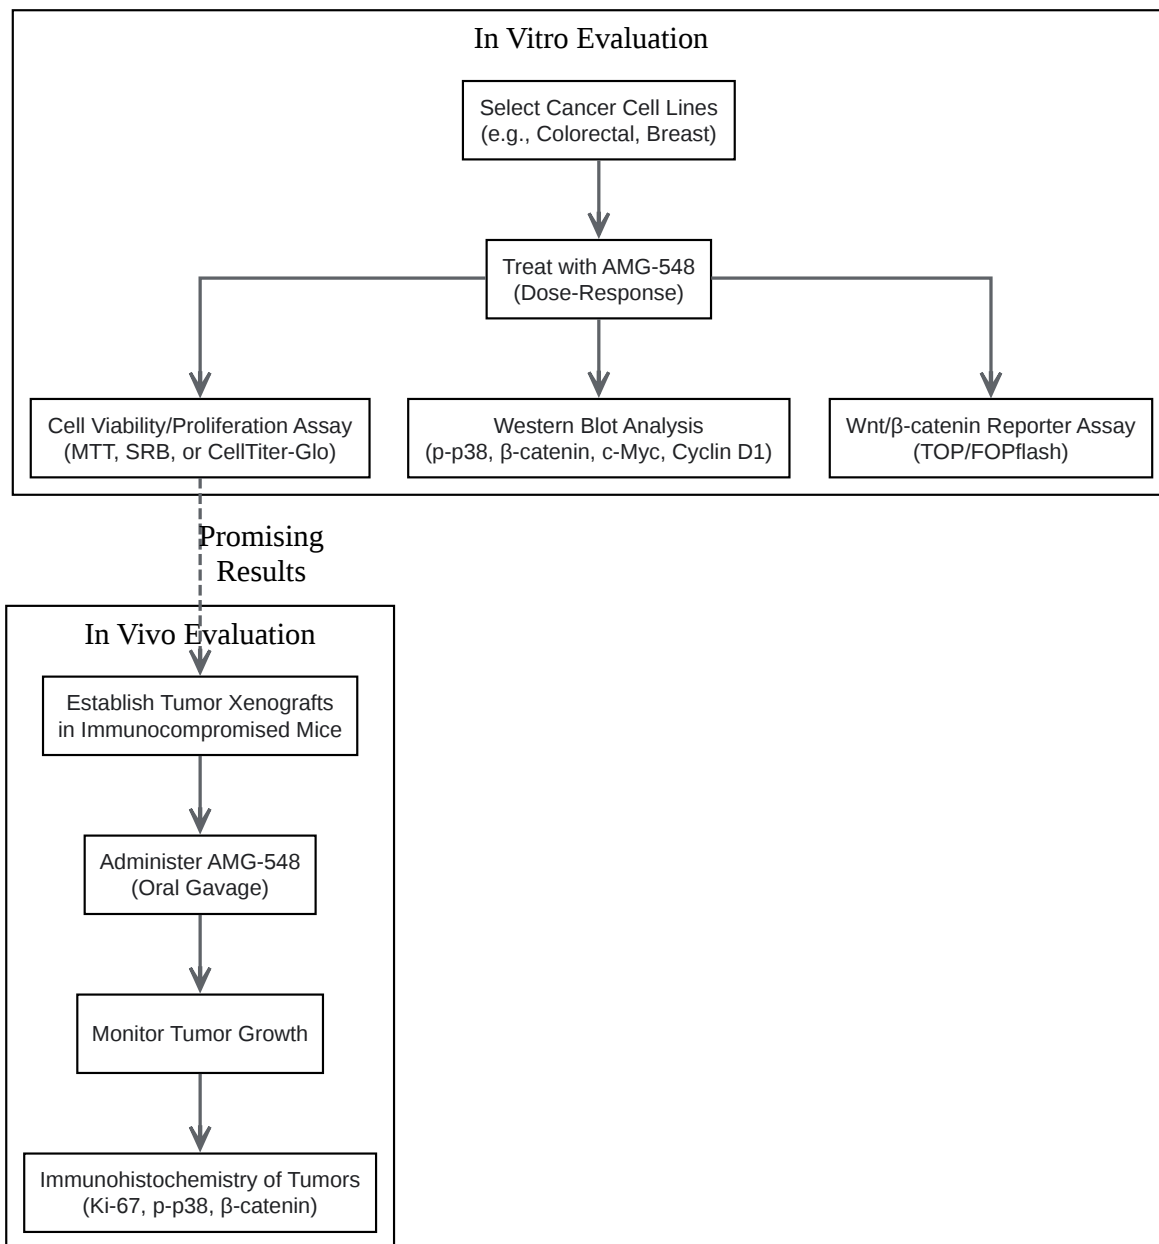 In Vitro Evaluation
Select Cancer Cell Lines
(e.g., Colorectal, Breast)
Treat with AMG-548
(Dose-Response)
Cell Viability/Proliferation Assay
(MTT, SRB, or CellTiter-Glo)
Western Blot Analysis
(p-p38, β-catenin, c-Myc, Cyclin D1)
Wnt/β-catenin Reporter Assay
(TOP/FOPflash)
Promising
Results
In Vivo Evaluation
Establish Tumor Xenografts
in Immunocompromised Mice
Administer AMG-548
(Oral Gavage)
Monitor Tumor Growth
Immunohistochemistry of Tumors
(Ki-67, p-p38, β-catenin)